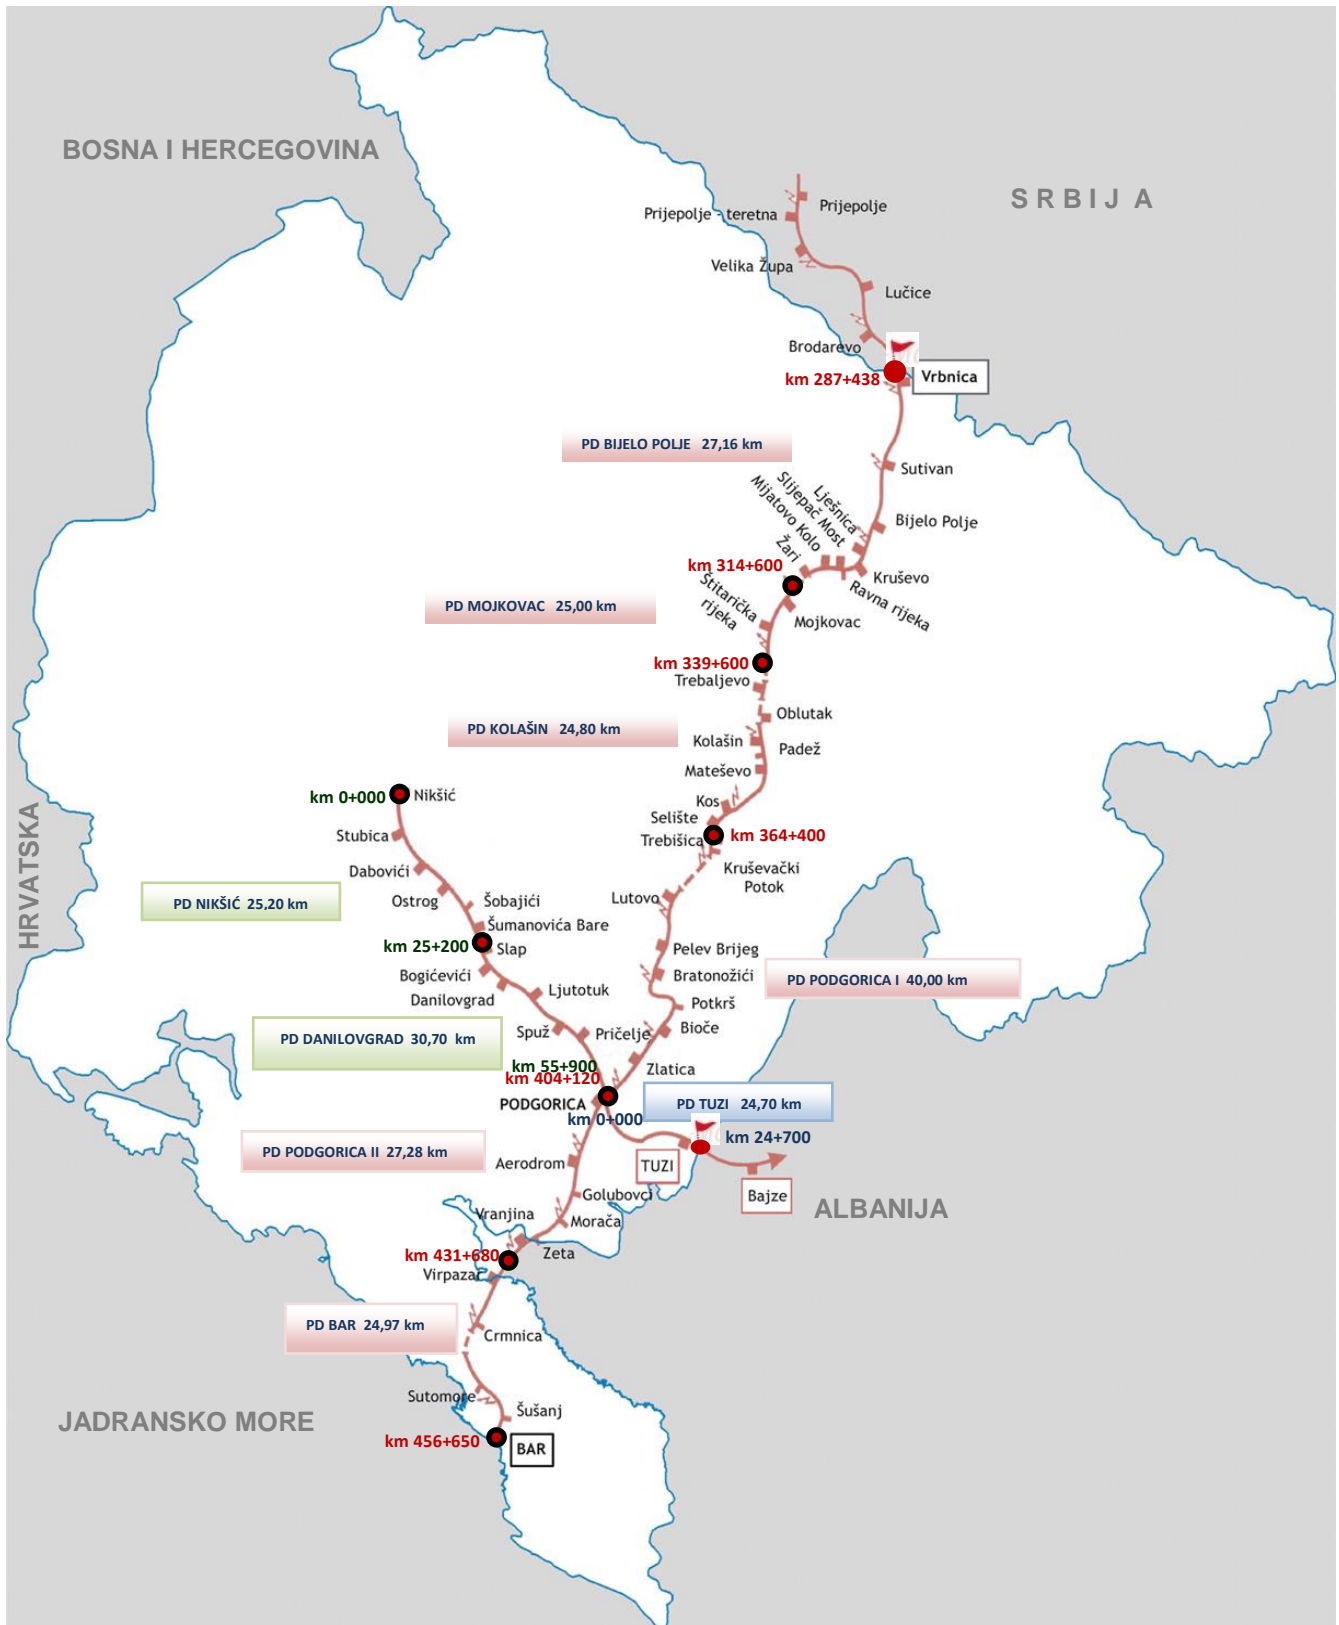 BOSNA I HERCEGOVINA
S R B I J A
Prijepolje
Prijepolje - teretna
Velika Župa
Lučice
Brodarevo
km 287+438
Vrbnica
PD BIJELO POLJE 27,16 km
Sutivan
Lješnica
Slijepač Most
Mijatovo Kolo
Žari
Bijelo Polje
km 314+600
Kruševo
Ravna rijeka
Štitarička
rijeka
PD MOJKOVAC 25,00 km
Mojkovac
km 339+600
Trebaljevo
Oblutak
PD KOLAŠIN 24,80 km
Kolašin
Padež
Mateševo
km 0+000
Nikšić
Kos
Selište
Trebišica
km 364+400
Stubica
HRVATSKA
Dabovići
Kruševački
Potok
PD NIKŠIĆ 25,20 km
Ostrog
Šobajići
Lutovo
Šumanovića Bare
km 25+200
Slap
Pelev Brijeg
Bogićevići
Bratonožići
PD PODGORICA I 40,00 km
Danilovgrad
Ljutotuk
Potkrš
PD DANILOVGRAD 30,70 km
Spuž
Pričelje
Bioče
km 55+900
Zlatica
km 404+120
PODGORICA
PD TUZI 24,70 km
km 0+000
km 24+700
PD PODGORICA II 27,28 km
Aerodrom
TUZI
Golubovci
Bajze
ALBANIJA
Vranjina
Morača
km 431+680
Zeta
Virpazar
PD BAR 24,97 km
Crmnica
Sutomore
Šušanj
JADRANSKO MORE
km 456+650
BAR